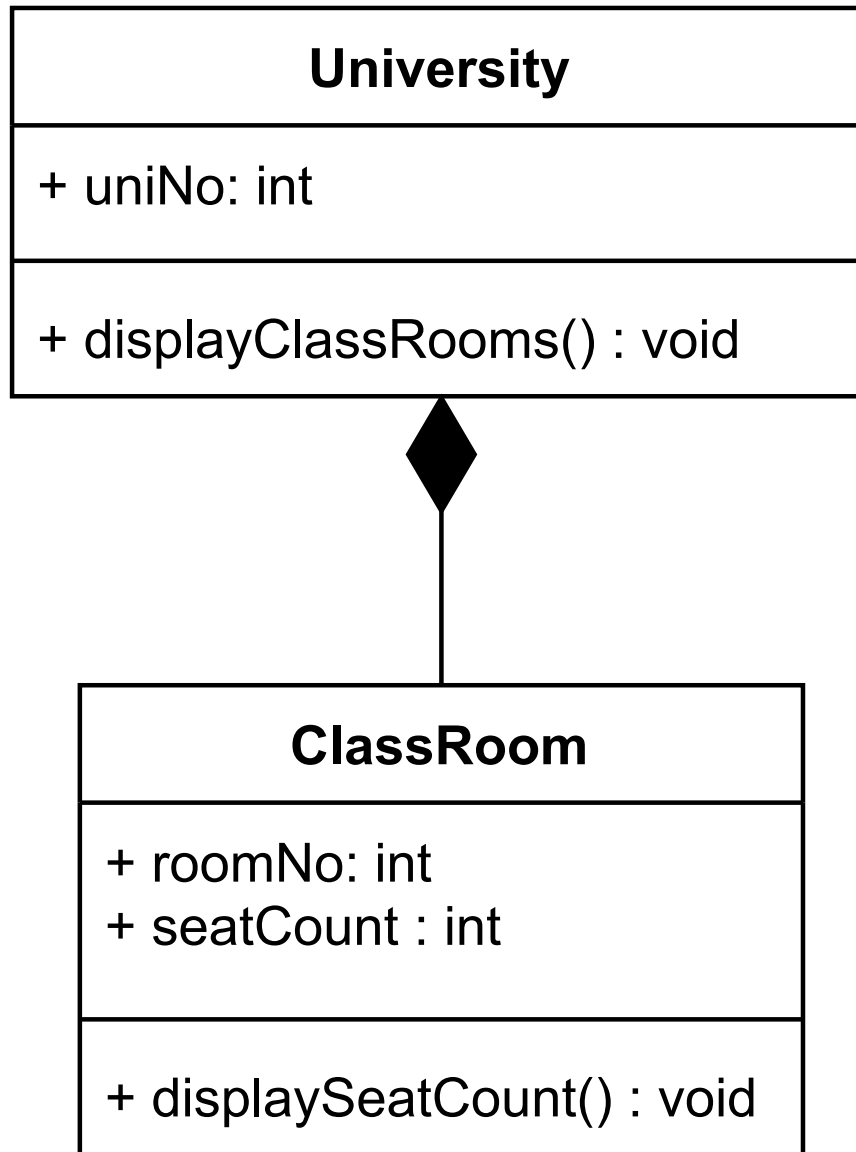 University
+ uniNo: int
+ displayClassRooms() : void
ClassRoom
+ roomNo: int
+ seatCount : int
+ displaySeatCount() : void